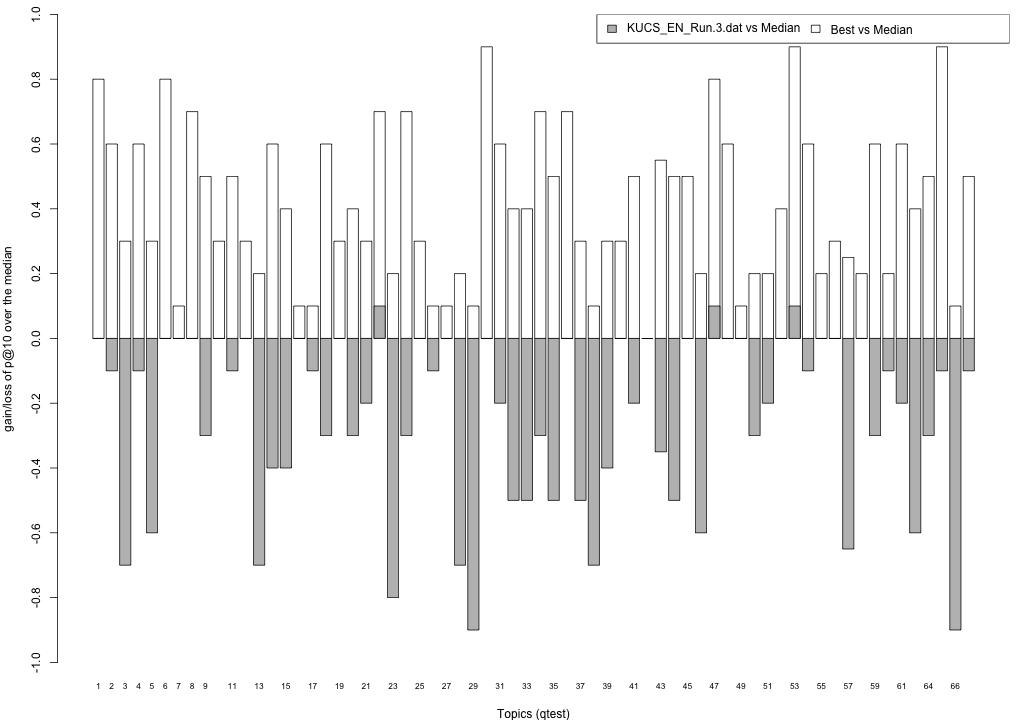 KUCS_EN_Run.3.dat vs Median Best vs Median
gain/loss of p@10 over the median
1.0
0.8
0.6
0.4
0.2
0.0
-0.2
-0.4
-0.6
-0.8
-1.0
1 2 3 4 5 6 7 8 9 11 13 15 17 19 21 23 25 27 29 31 33 35 37 39 41 43 45 47 49 51 53 55 57 59 61 64 66
Topics (qtest)